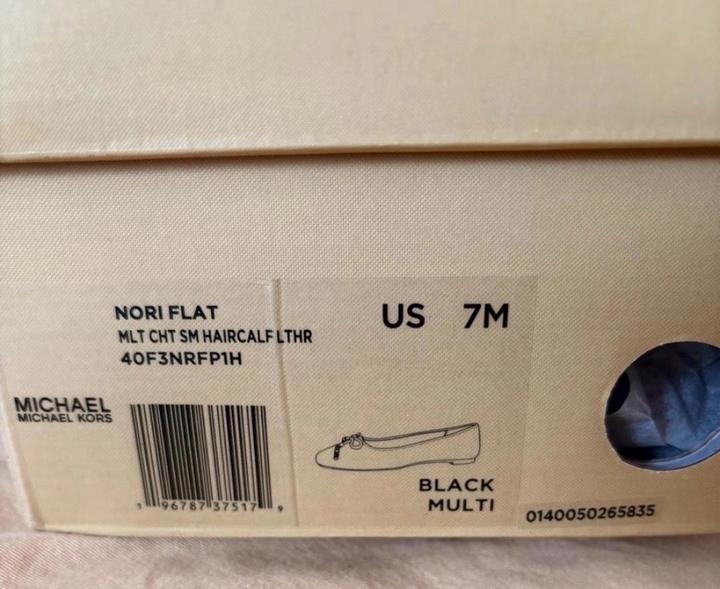 NORI FLAT
MLT CHT SM HAIRCALF LTHR
40F3NRFP1H
US 7M
MICHAEL
MICHAEL KORS
1 96787 37517 9
BLACK
MULTI
0140050265835